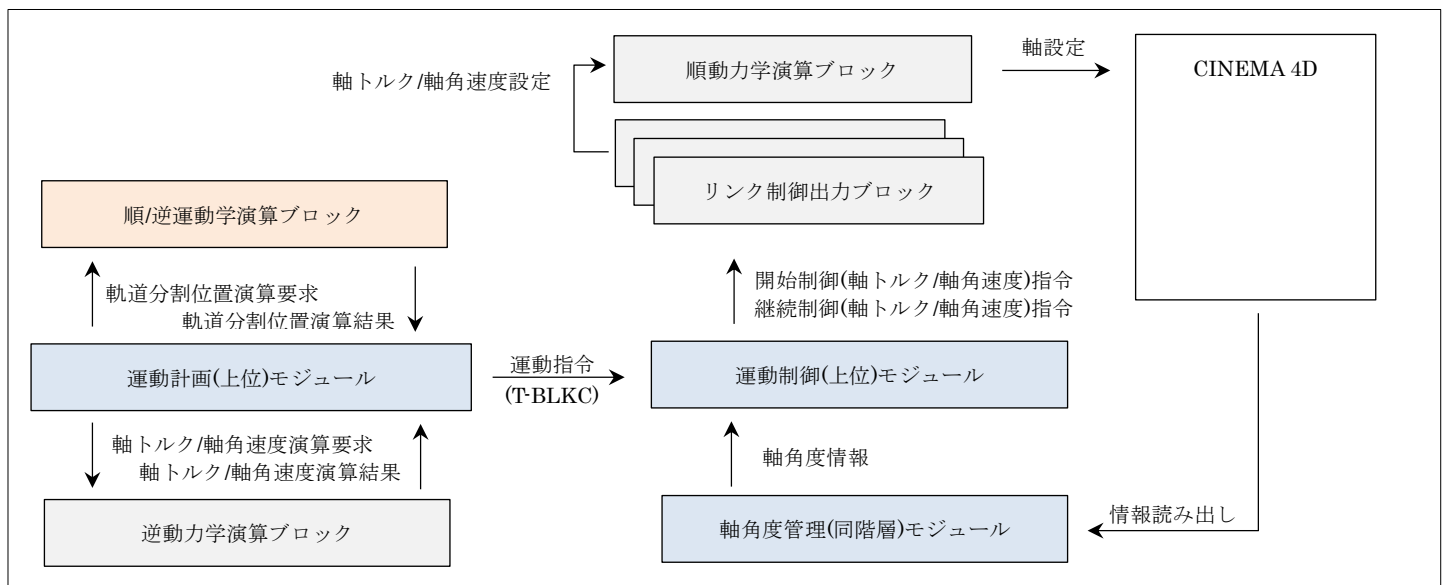 順動力学演算ブロック
軸設定
CINEMA 4D
軸トルク/軸角速度設定
リンク制御出力ブロック
順/逆運動学演算ブロック
軌道分割位置演算要求
軌道分割位置演算結果
開始制御(軸トルク/軸角速度)指令
継続制御(軸トルク/軸角速度)指令
運動計画(上位)モジュール
運動指令
(T-BLKC)
運動制御(上位)モジュール
軸トルク/軸角速度演算要求
軸トルク/軸角速度演算結果
軸角度情報
逆動力学演算ブロック
軸角度管理(同階層)モジュール
情報読み出し